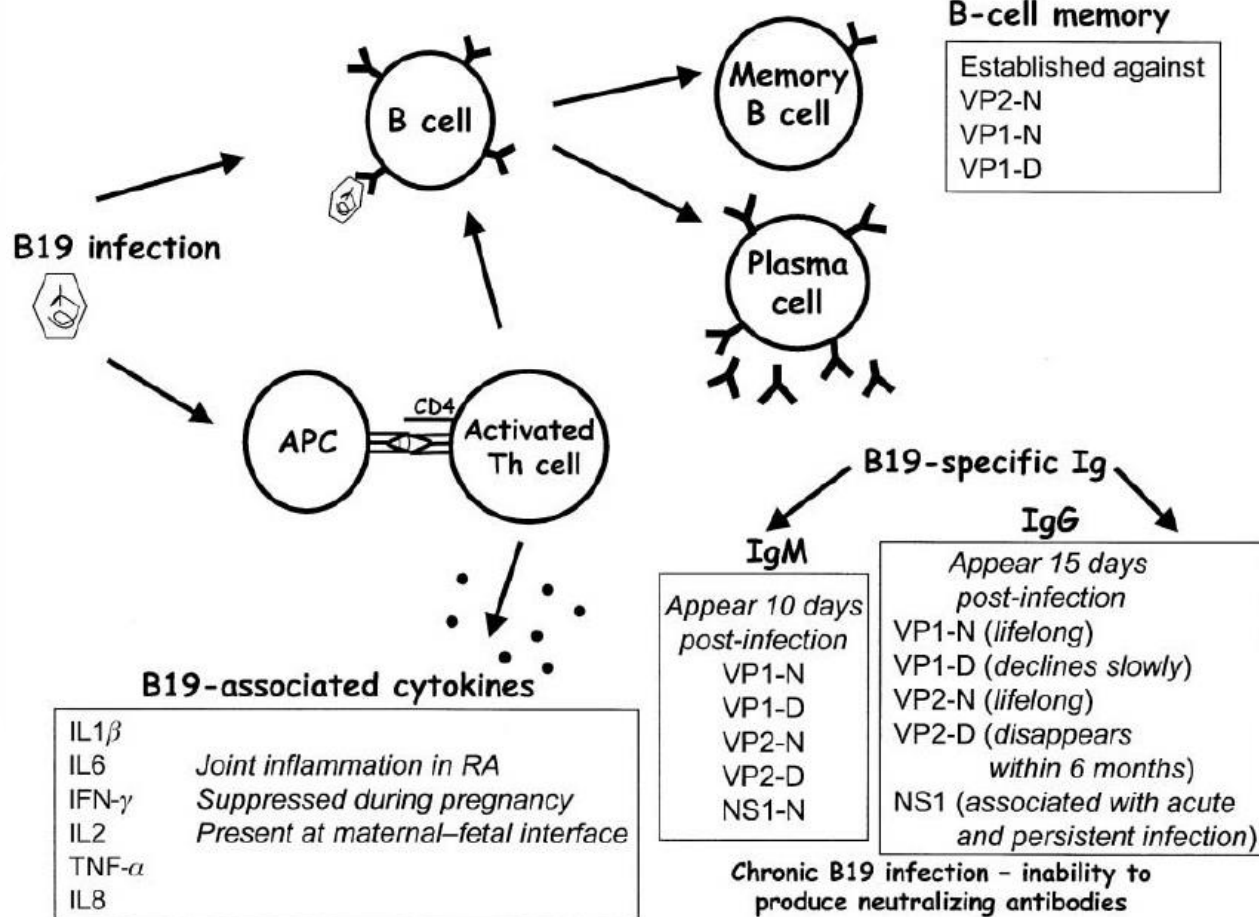 B-cell memory
Established against
VP2-N
VP1-N
VP1-D
B cell
Memory
B cell
B19 infection
Plasma
cell
APC
CD4
Activated
Th cell
B19-specific Ig
IgM
Appear 10 days
post-infection
VP1-N
VP1-D
VP2-N
VP2-D
NS1-N
IgG
Appear 15 days
post-infection
VP1-N (lifelong)
VP1-D (declines slowly)
VP2-N (lifelong)
VP2-D (disappears
within 6 months)
NS1 (associated with acute
and persistent infection)
Chronic B19 infection – inability to
produce neutralizing antibodies
B19-associated cytokines
IL1β
IL6 Joint inflammation in RA
IFN-γ Suppressed during pregnancy
IL2 Present at maternal–fetal interface
TNF-α
IL8